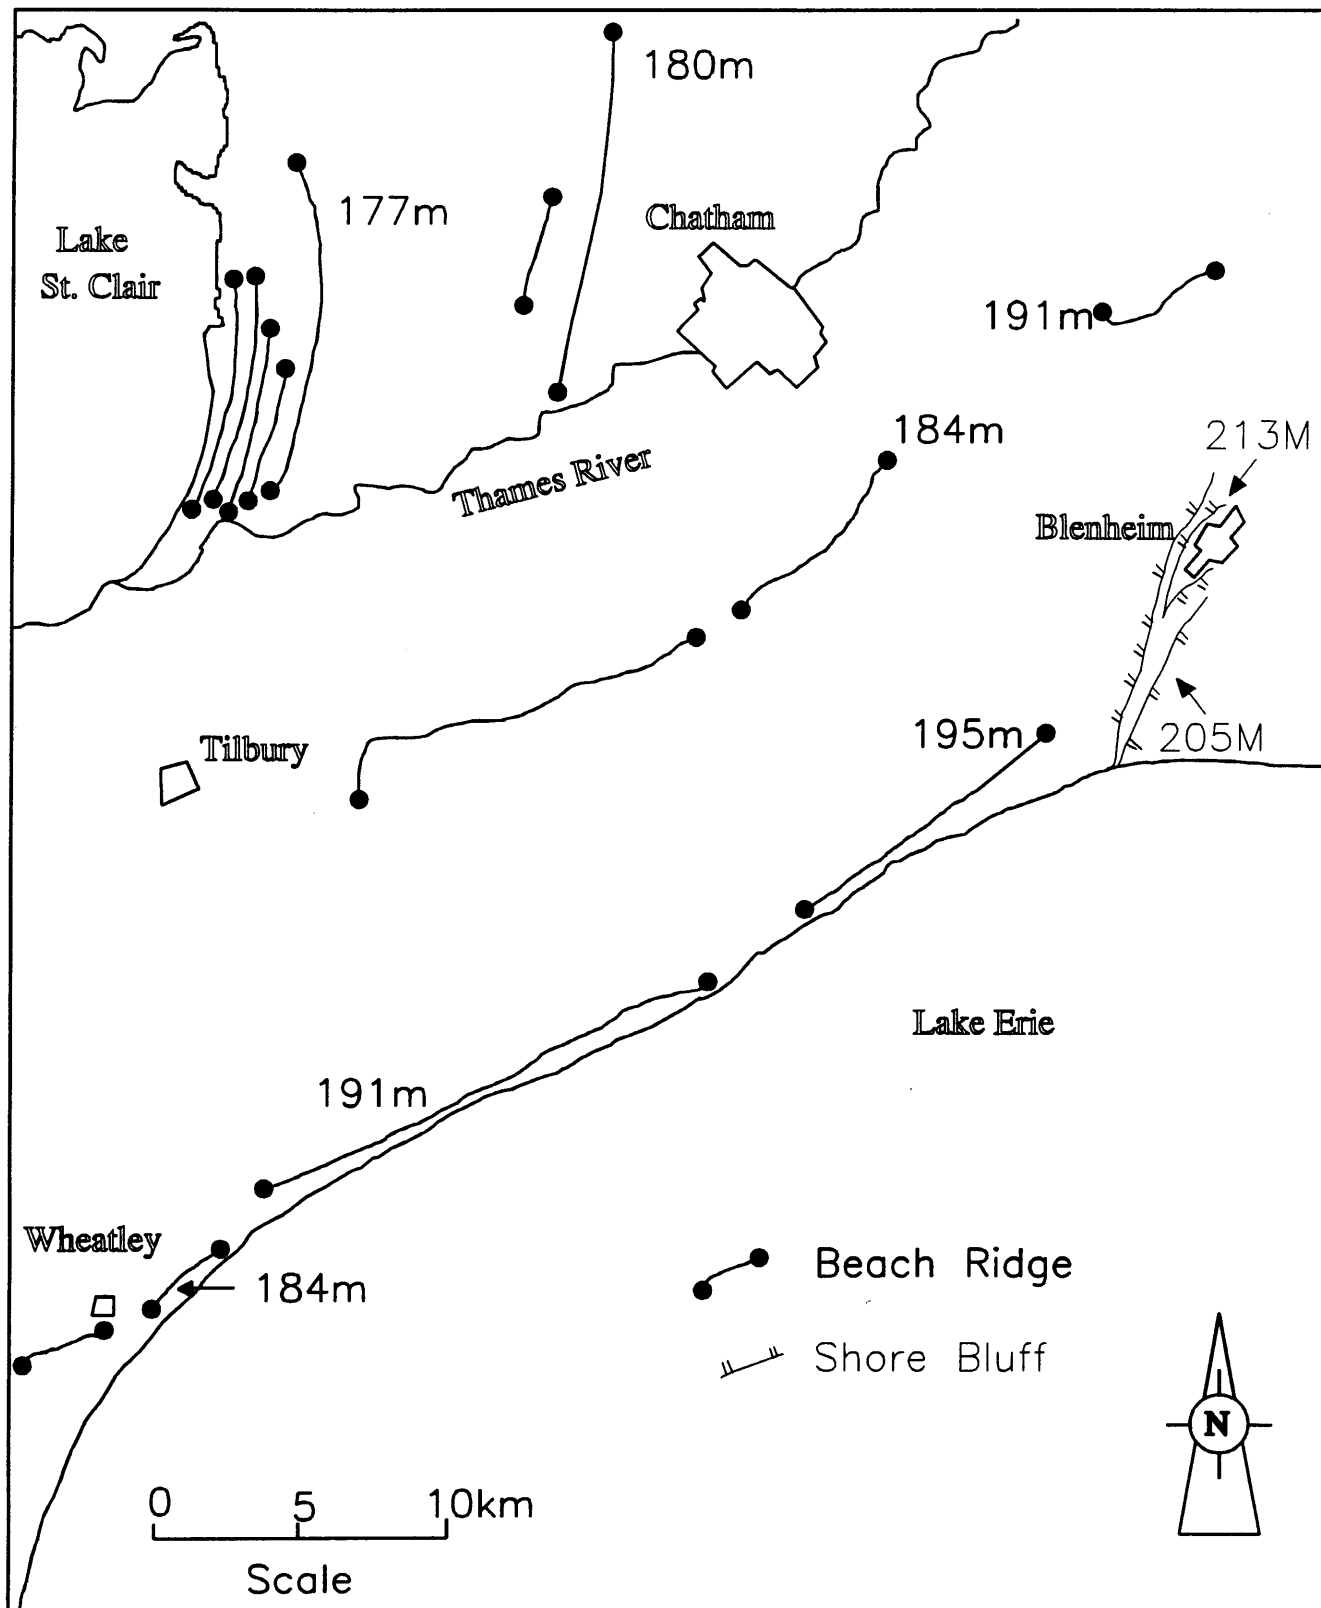 180m
177m
Chatham
Lake
St. Clair
191m
184m
213M
Thames River
Blenheim
195m
205M
Tilbury
Lake Erie
191m
Wheatley
184m
Beach Ridge
Shore Bluff
N
0 5 10km
Scale